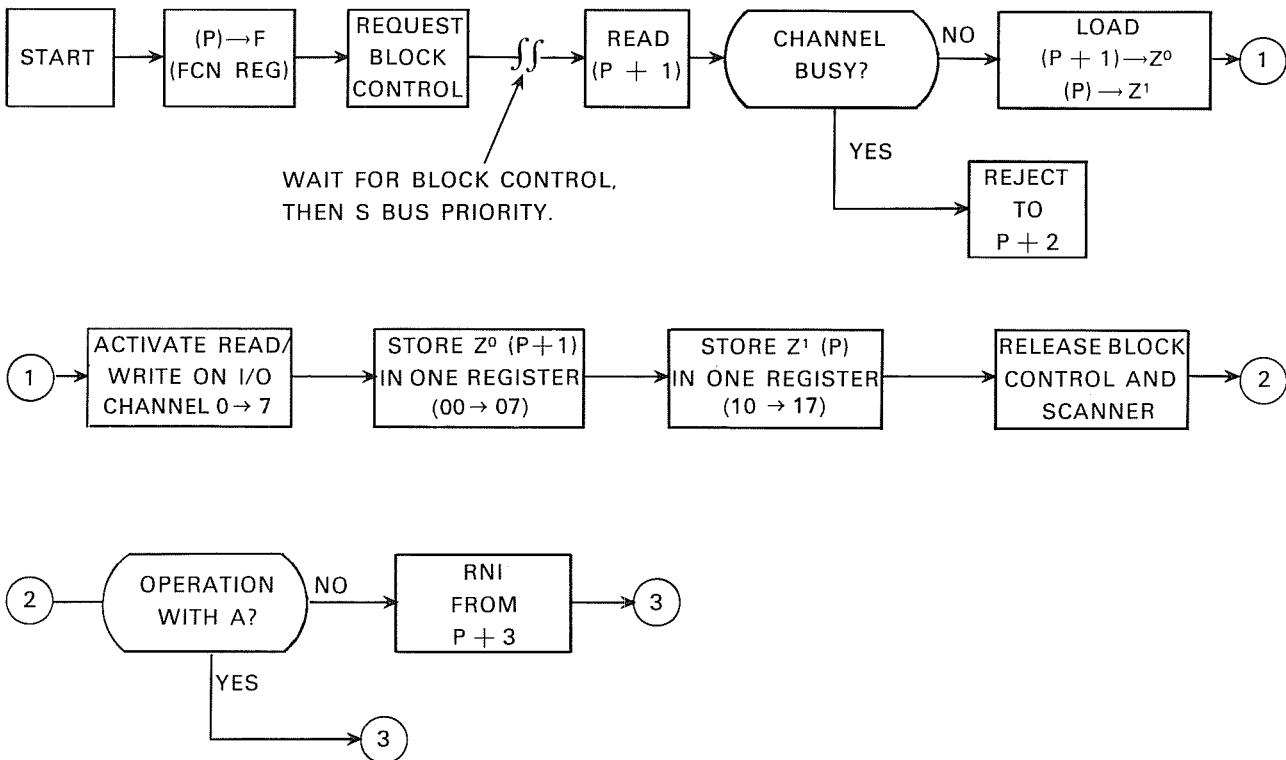 START
(P)→F
(FCN REG)
REQUEST
BLOCK
CONTROL
WAIT FOR BLOCK CONTROL,
THEN S BUS PRIORITY.
READ
(P + 1)
CHANNEL
BUSY?
NO
YES
LOAD
(P + 1)→Z⁰
(P)→Z¹
1
REJECT
TO
P + 2
1
ACTIVATE READ/
WRITE ON I/O
CHANNEL 0→7
STORE Z⁰ (P+1)
IN ONE REGISTER
(00→07)
STORE Z¹ (P)
IN ONE REGISTER
(10→17)
RELEASE BLOCK
CONTROL AND
SCANNER
2
2
OPERATION
WITH A?
NO
RNI
FROM
P + 3
3
YES
3